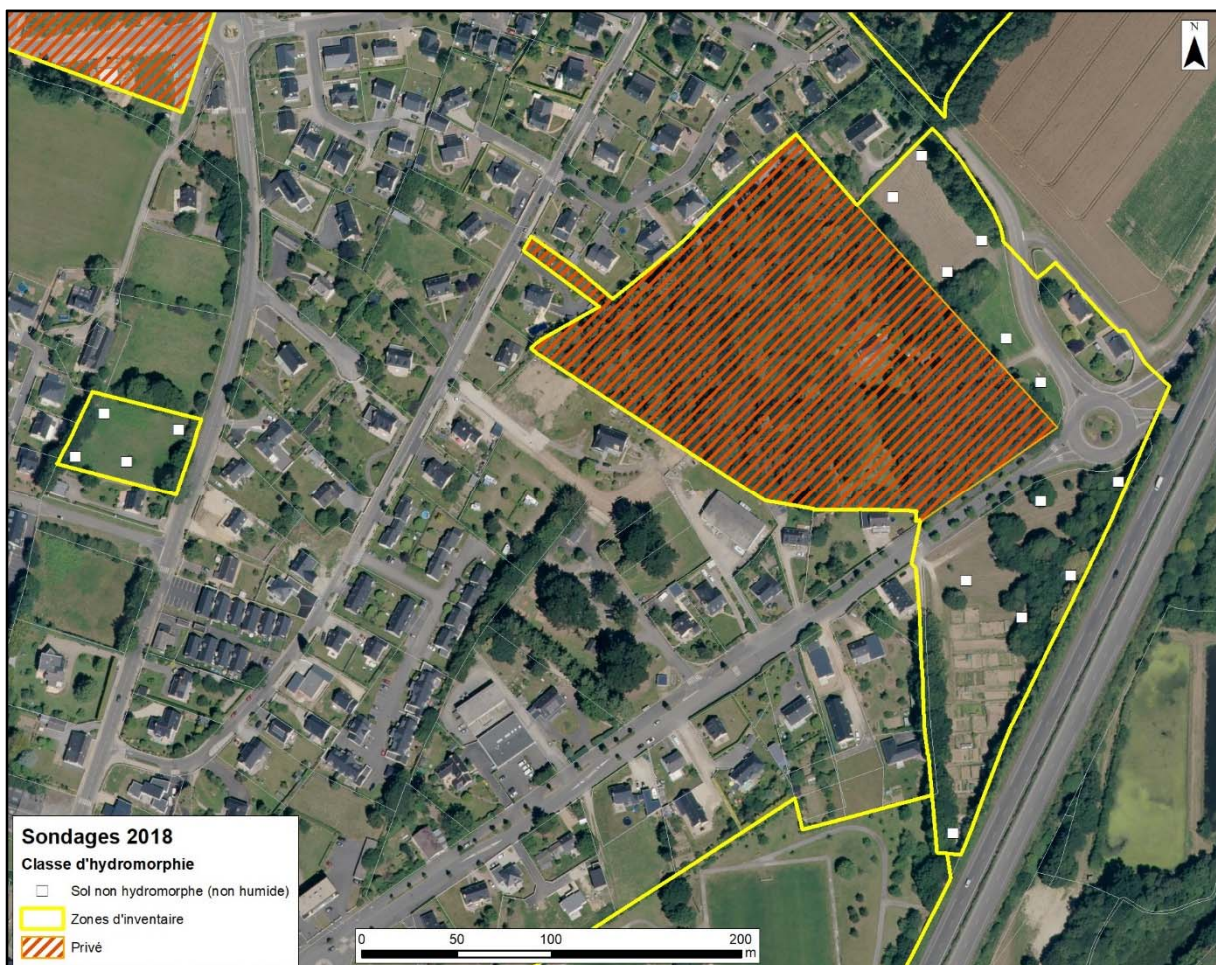 N
Sondages 2018
Classe d'hydromorphie
Sol non hydromorphe (non humide)
Zones d'inventaire
Privé
0 50 100 200
m